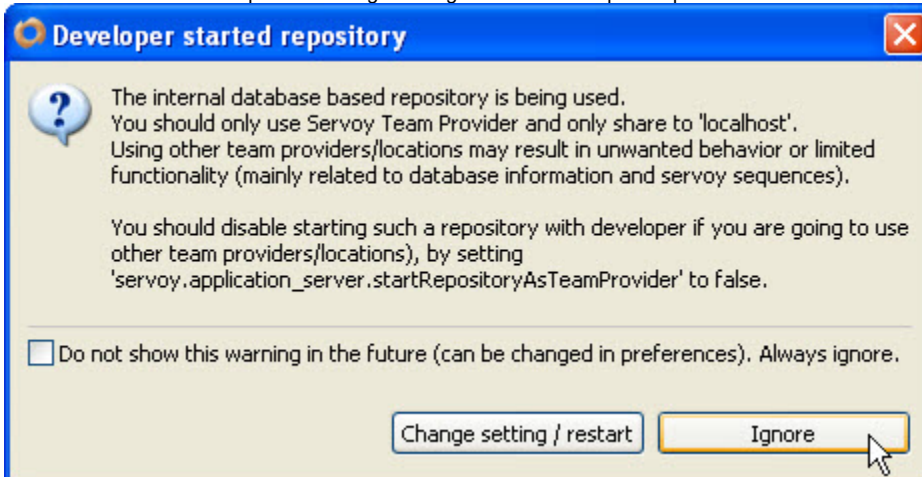 Developer started repository
The internal database based repository is being used.
You should only use Servoy Team Provider and only share to 'localhost'.
Using other team providers/locations may result in unwanted behavior or limited
functionality (mainly related to database information and servoy sequences).
You should disable starting such a repository with developer if you are going to use
other team providers/locations), by setting
'servoy.application_server.startRepositoryAsTeamProvider' to false.
Do not show this warning in the future (can be changed in preferences). Always ignore.
Change setting / restart
Ignore